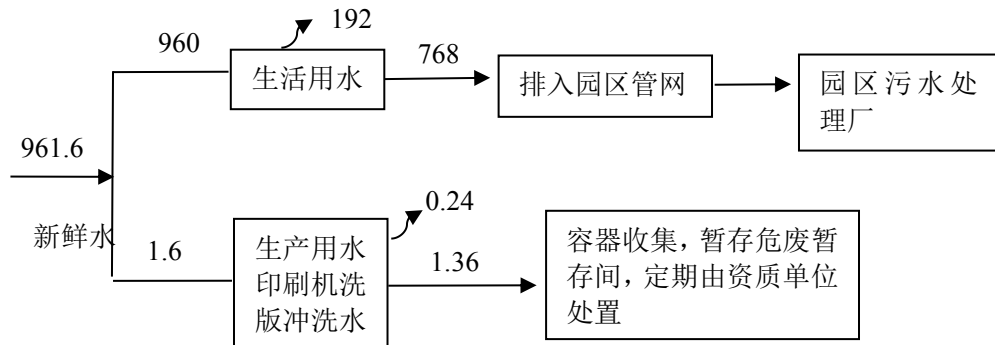 192
960
生活用水
768
排入园区管网
园区污水处
理厂
961.6
新鲜水
1.6
生产用水
印刷机洗
版冲洗水
0.24
1.36
容器收集，暂存危废暂
存间，定期由资质单位
处置